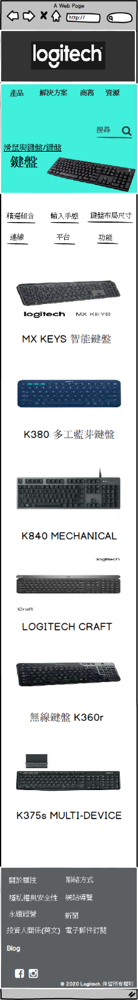 A Web Page
http://
logitech
產品 解決方案 商務 資源
搜尋
滑鼠與鍵盤/鍵盤
鍵盤
精選組合 輸入手感 鍵盤布局尺寸
連線 平台 功能
logitech MX KEYS
MX KEYS 智能鍵盤
K380 多工藍芽鍵盤
K840 MECHANICAL
logitech
Craft
LOGITECH CRAFT
無線鍵盤 K360r
K375s MULTI-DEVICE
關於羅技 聯絡方式
隱私權與安全性 網站導覽
永續經營 新聞
投資人關係(英文) 電子郵件訂閱
Blog
© 2020 Logitech. 保留所有權利